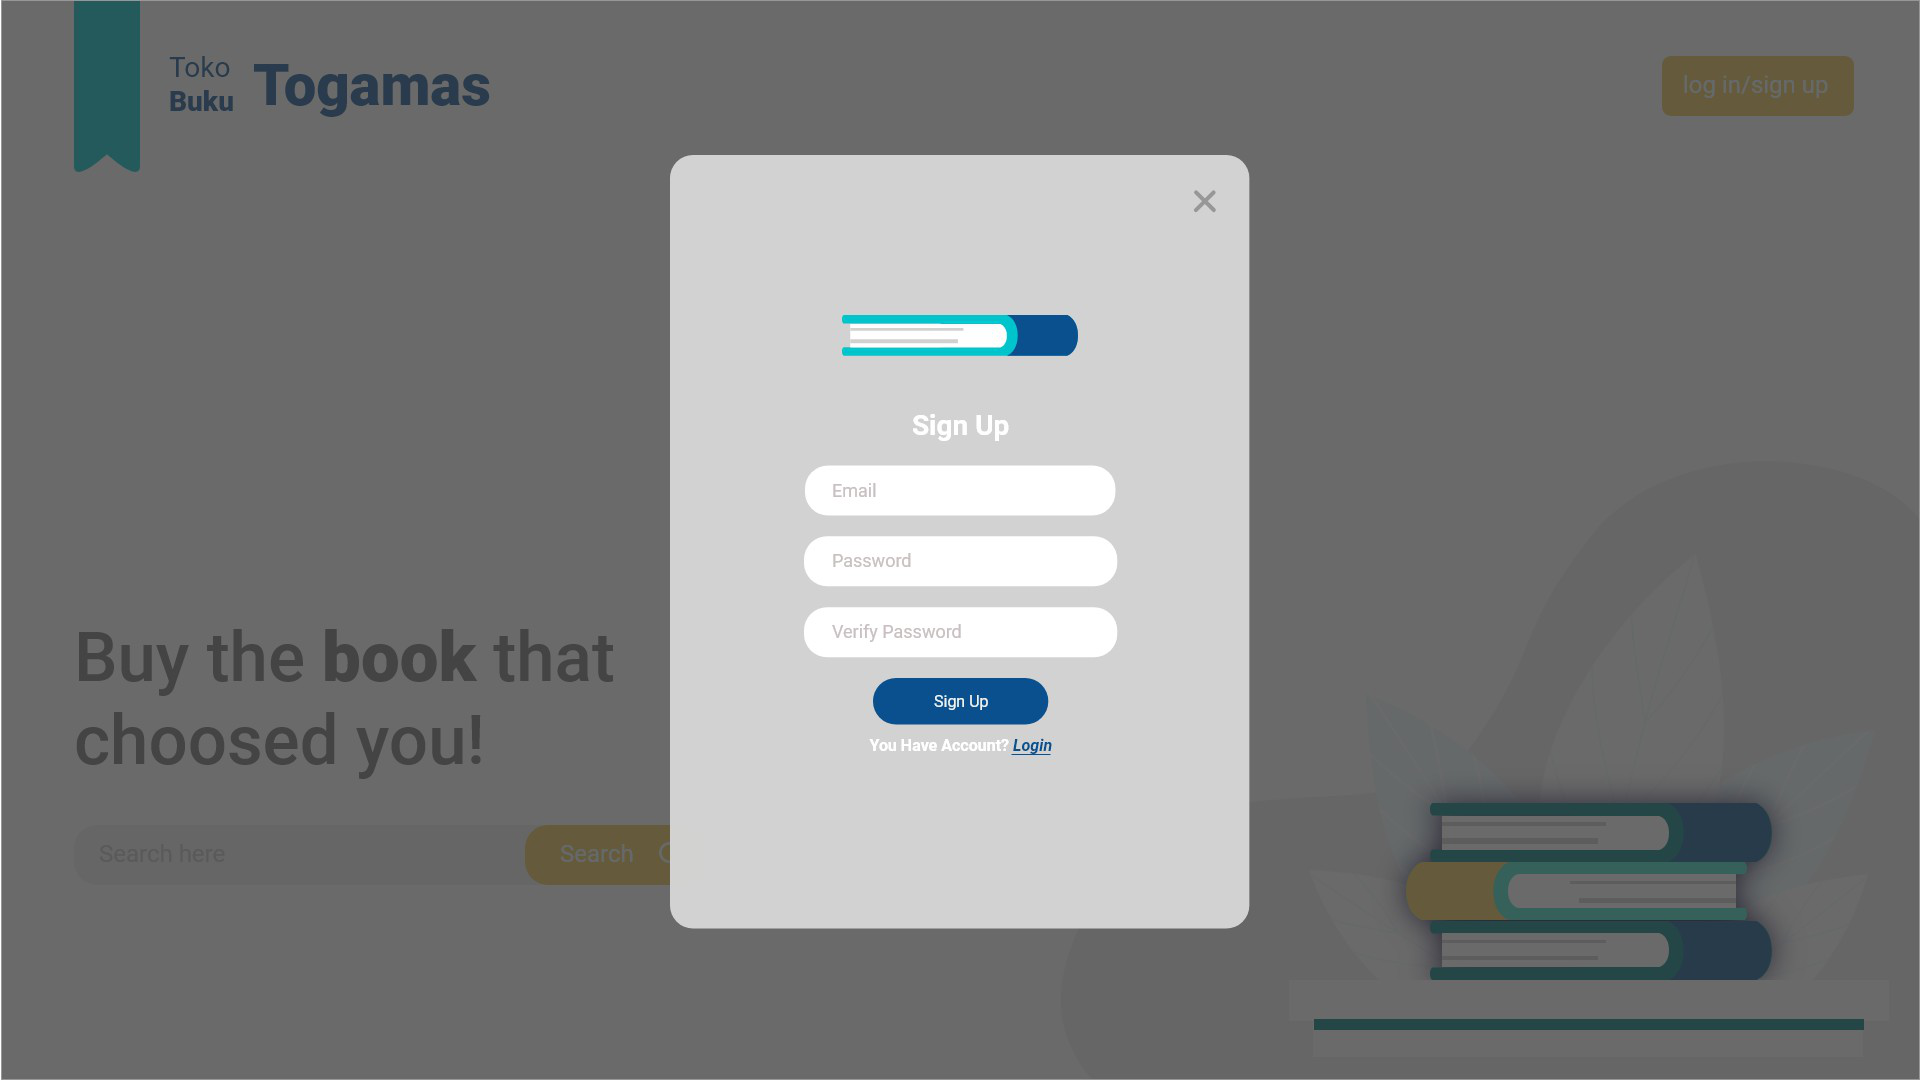 Toko
Buku
Togamas
log in/sign up
Sign Up
Email
Password
Verify Password
Sign Up
You Have Account? Login
Buy the book that
choosed you!
Search here
Search